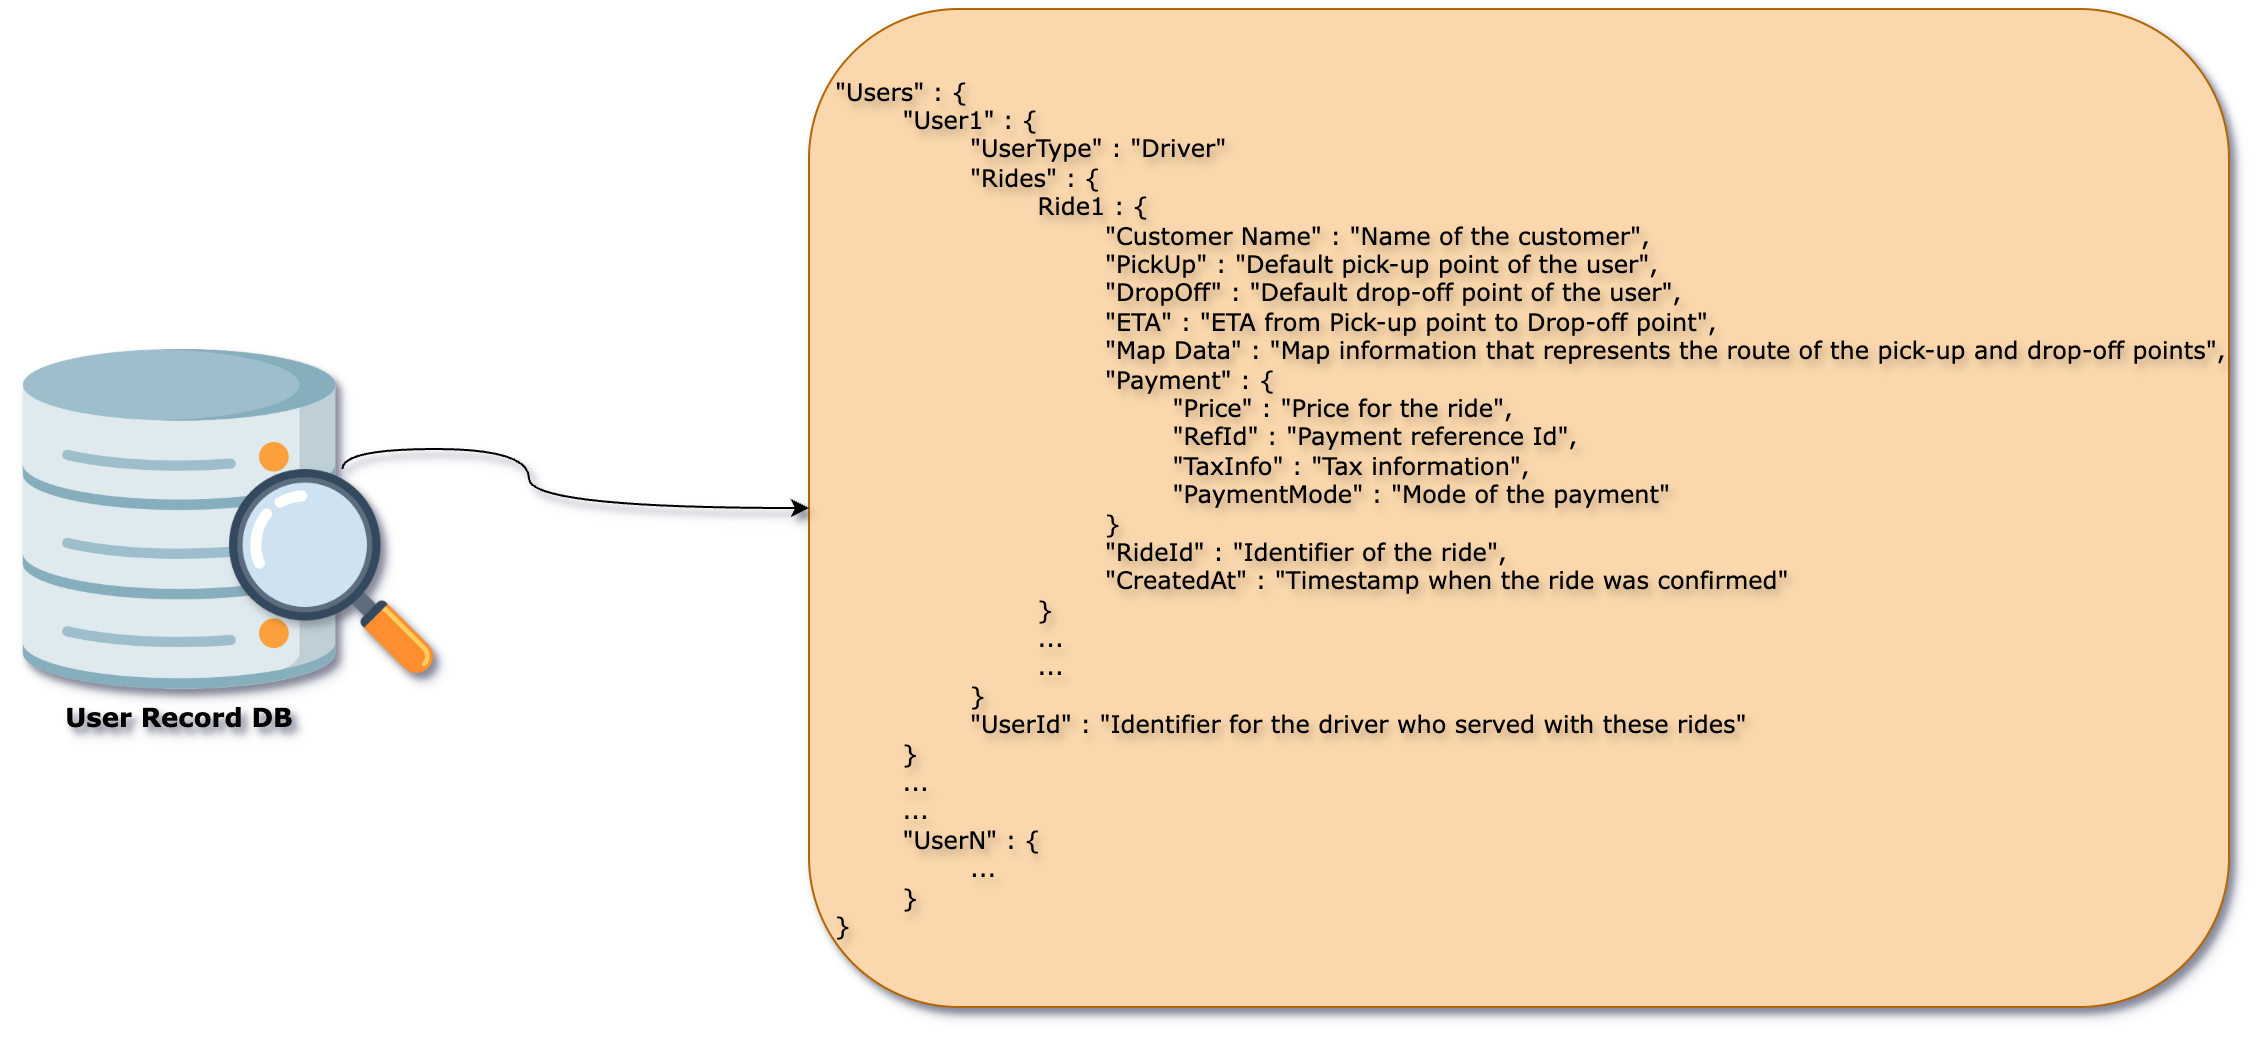 "Users" : {
"User1" : {
"UserType" : "Driver"
"Rides" : {
Ride1 : {
"Customer Name" : "Name of the customer",
"PickUp" : "Default pick-up point of the user",
"DropOff" : "Default drop-off point of the user",
"ETA" : "ETA from Pick-up point to Drop-off point",
"Map Data" : "Map information that represents the route of the pick-up and drop-off points",
"Payment" : {
"Price" : "Price for the ride",
"RefId" : "Payment reference Id",
"TaxInfo" : "Tax information",
"PaymentMode" : "Mode of the payment"
}
"RideId" : "Identifier of the ride",
"CreatedAt" : "Timestamp when the ride was confirmed"
}
...
...
}
"UserId" : "Identifier for the driver who served with these rides"
}
...
...
"UserN" : {
...
}
}
User Record DB